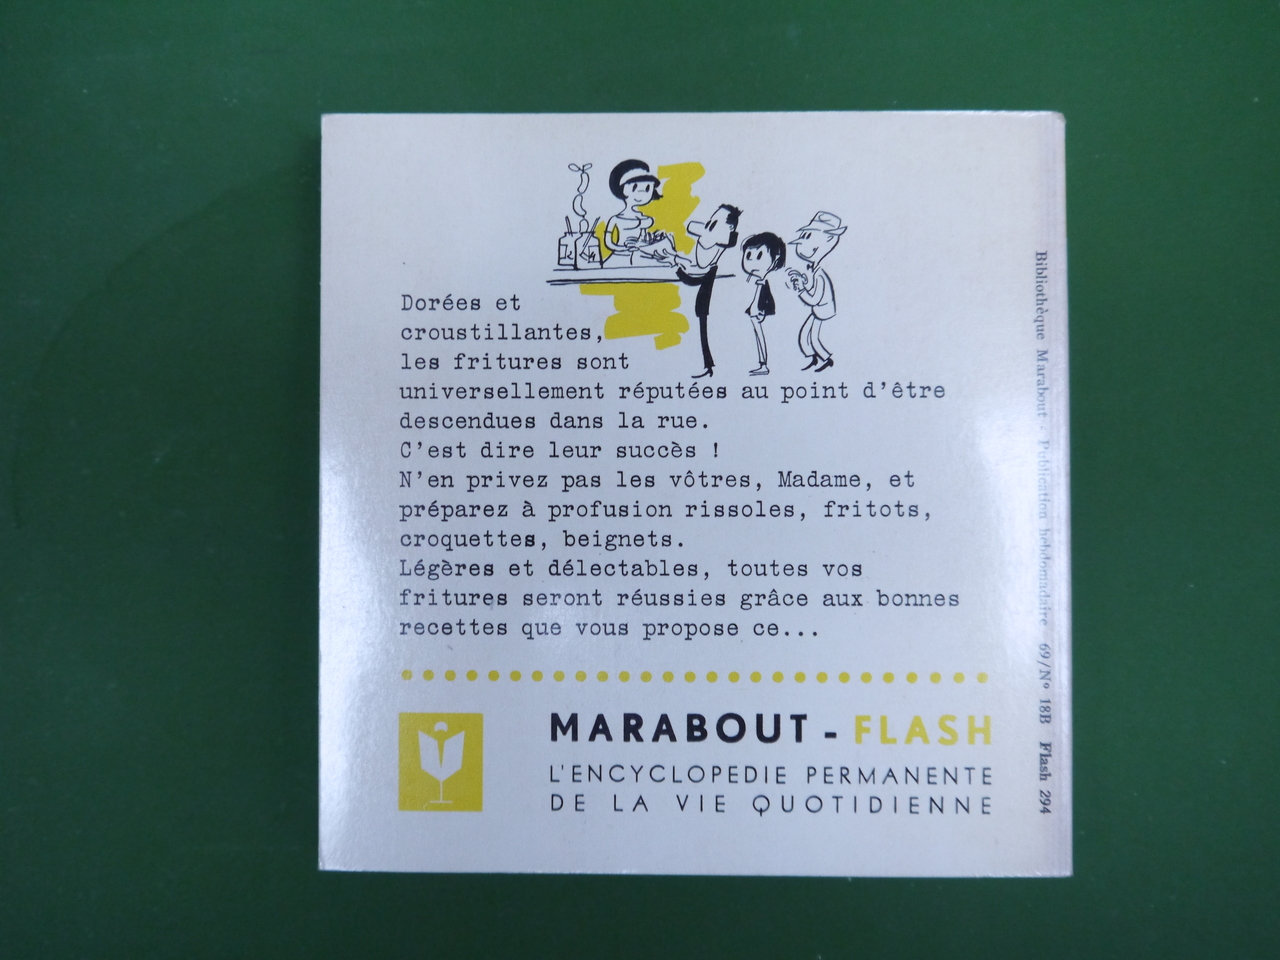 Dorées et
croustillantes,
les fritures sont
universellement réputées au point d'être
descendues dans la rue.
C'est dire leur succès !
N'en privez pas les vôtres, Madame, et
préparez à profusion rissoles, fritots,
croquettes, beignets.
Légères et délectables, toutes vos
fritures seront réussies grâce aux bonnes
recettes que vous propose ce...
MARABOUT - FLASH
L'ENCYCLOPEDIE PERMANENTE
DE LA VIE QUOTIDIENNE
Bibliothèque Marabout - Publication hebdomadaire 69/Nº 18B Flash 294